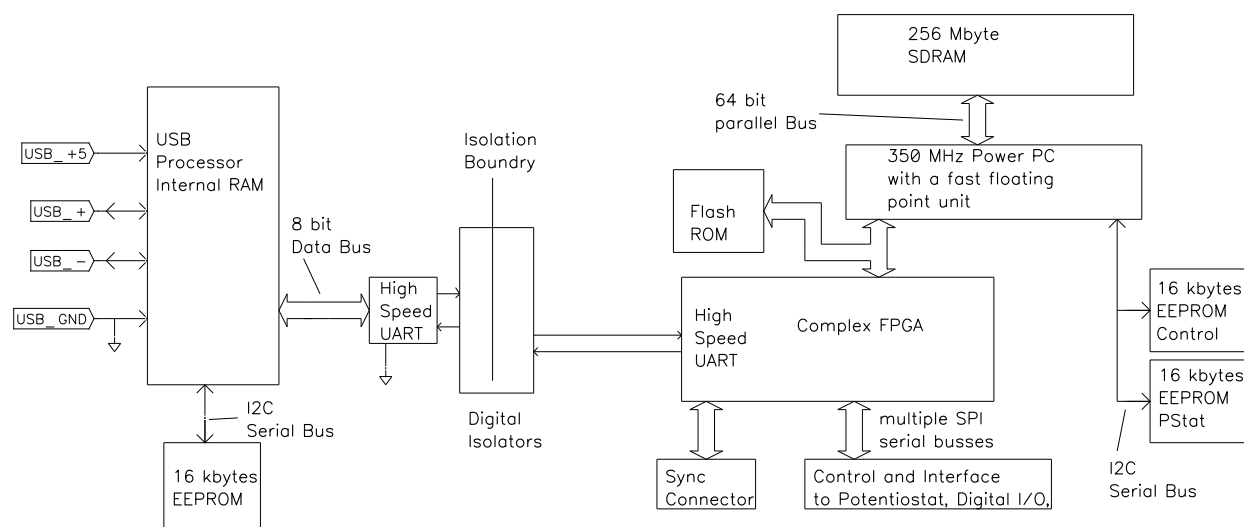 256 Mbyte
SDRAM
64 bit
parallel Bus
350 MHz Power PC
with a fast floating
point unit
Flash
ROM
USB
Processor
Internal RAM
USB_+5
USB_+
USB_-
USB_GND
8 bit
Data Bus
High
Speed
UART
Isolation
Boundry
Digital
Isolators
I2C
Serial Bus
16 kbytes
EEPROM
High
Speed
UART
Complex FPGA
multiple SPI
serial busses
Sync
Connector
Control and Interface
to Potentiostat, Digital I/O,
16 kbytes
EEPROM
Control
16 kbytes
EEPROM
PStat
I2C
Serial Bus